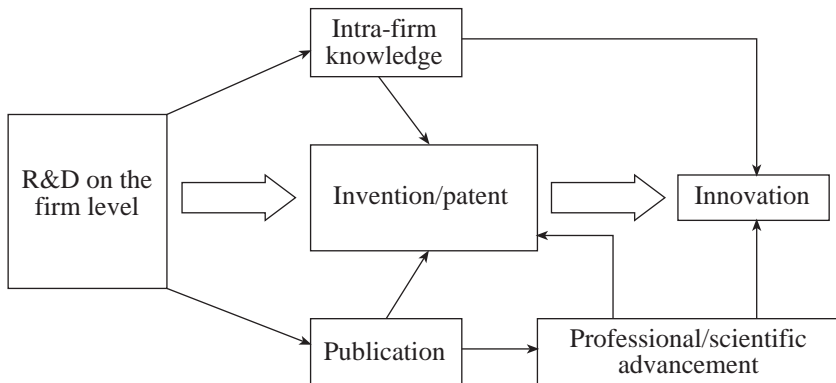 Intra-firm
knowledge
R&D on the
firm level
Invention/patent
Innovation
Publication
Professional/scientific
advancement